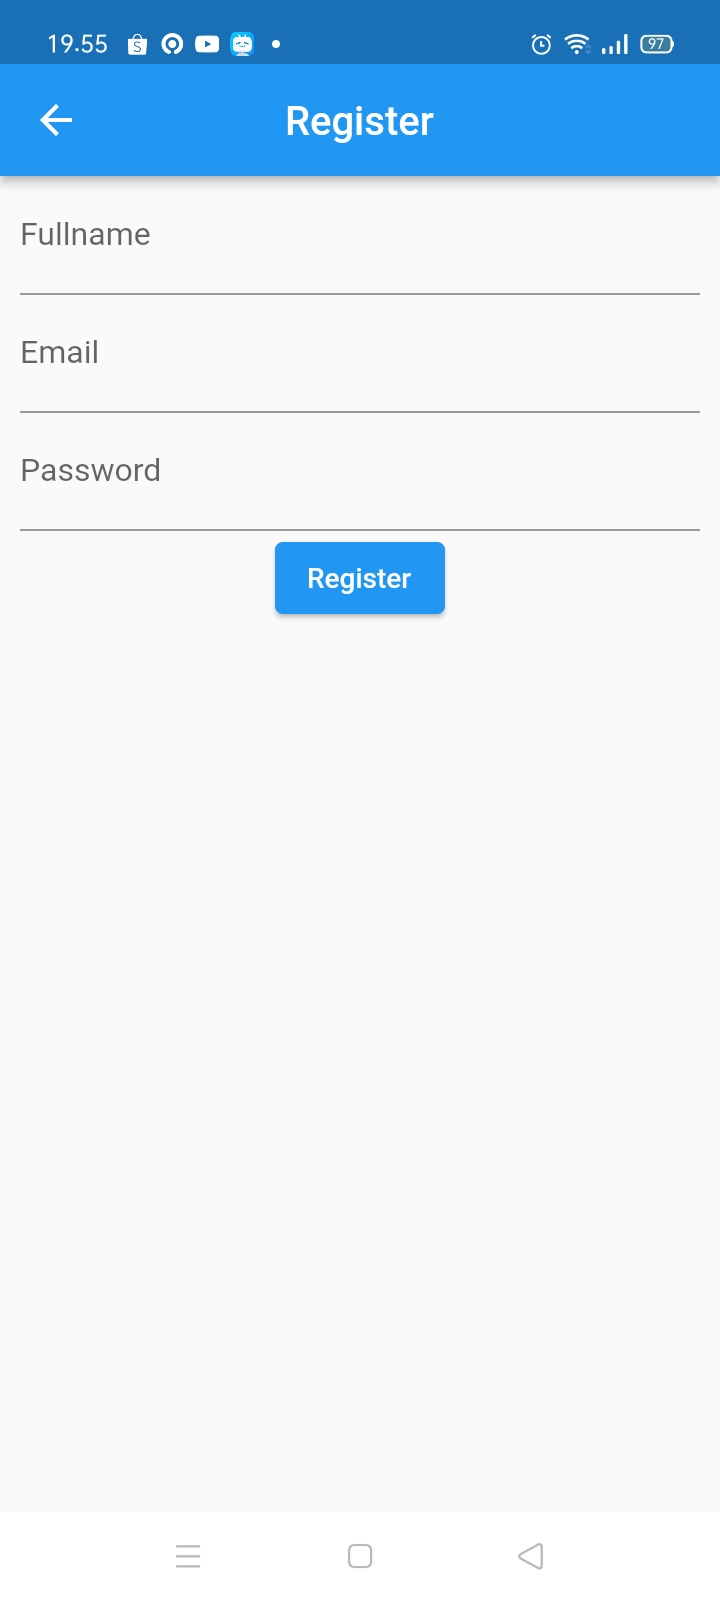 19.55
97
Register
Fullname
Email
Password
Register